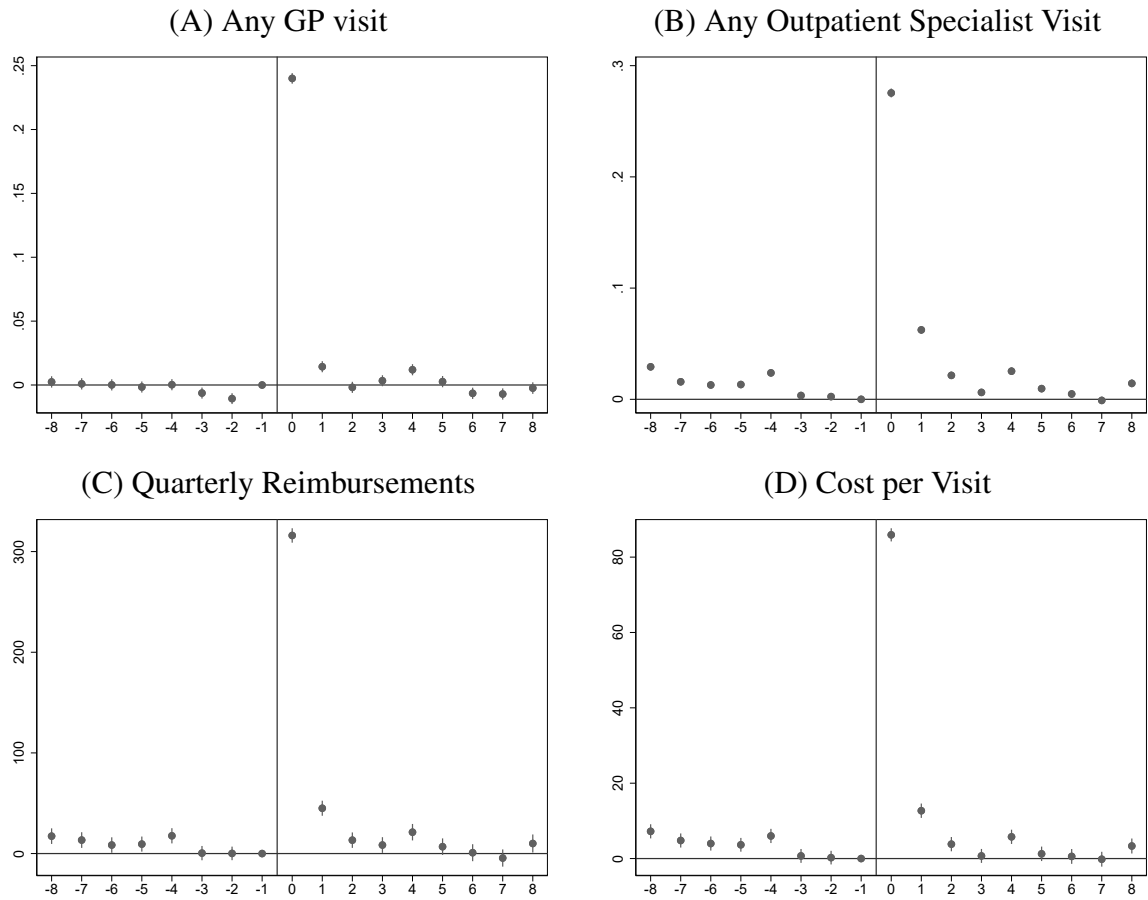 (A) Any GP visit
.25
.2
.15
.1
.05
0
-8 -7 -6 -5 -4 -3 -2 -1 0 1 2 3 4 5 6 7 8
(B) Any Outpatient Specialist Visit
.3
.2
.1
0
-8 -7 -6 -5 -4 -3 -2 -1 0 1 2 3 4 5 6 7 8
(C) Quarterly Reimbursements
300
200
100
0
-8 -7 -6 -5 -4 -3 -2 -1 0 1 2 3 4 5 6 7 8
(D) Cost per Visit
80
60
40
20
0
-8 -7 -6 -5 -4 -3 -2 -1 0 1 2 3 4 5 6 7 8